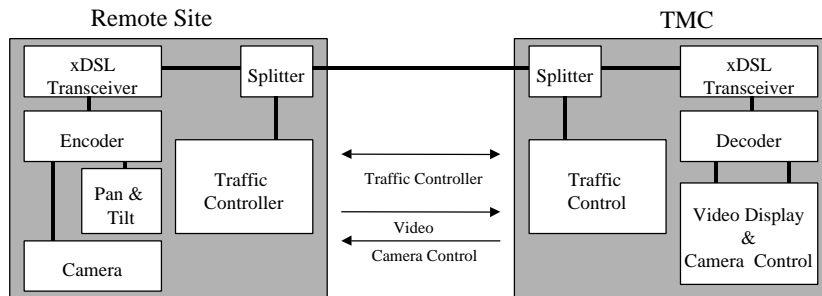 Remote Site
TMC
xDSL
Transceiver
Splitter
Encoder
Pan &
Tilt
Camera
Traffic
Controller
Traffic Controller
Video
Camera Control
Splitter
xDSL
Transceiver
Traffic
Control
Decoder
Video Display
&
Camera Control